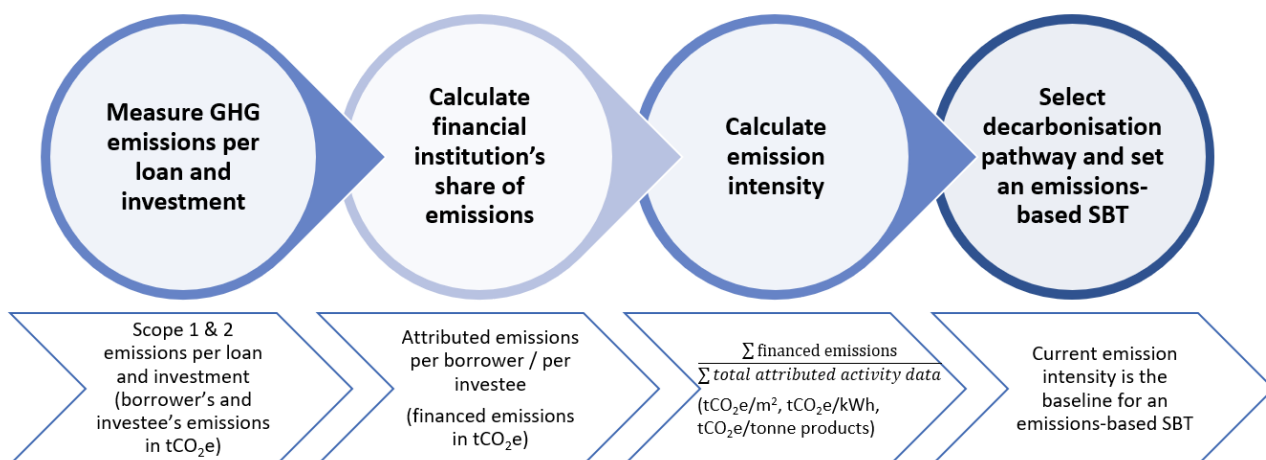 Measure GHG
emissions per
loan and
investment
Calculate
financial
institution’s
share of
emissions
Calculate
emission
intensity
Select
decarbonisation
pathway and set
an emissions-
based SBT
Scope 1 & 2
emissions per loan
and investment
(borrower’s and
investee’s emissions
in tCO₂e)
Attributed emissions
per borrower / per
investee
(financed emissions
in tCO₂e)
∑ financed emissions
∑ total attributed activity data
(tCO₂e/m², tCO₂e/kWh,
tCO₂e/tonne products)
Current emission
intensity is the
baseline for an
emissions-based SBT